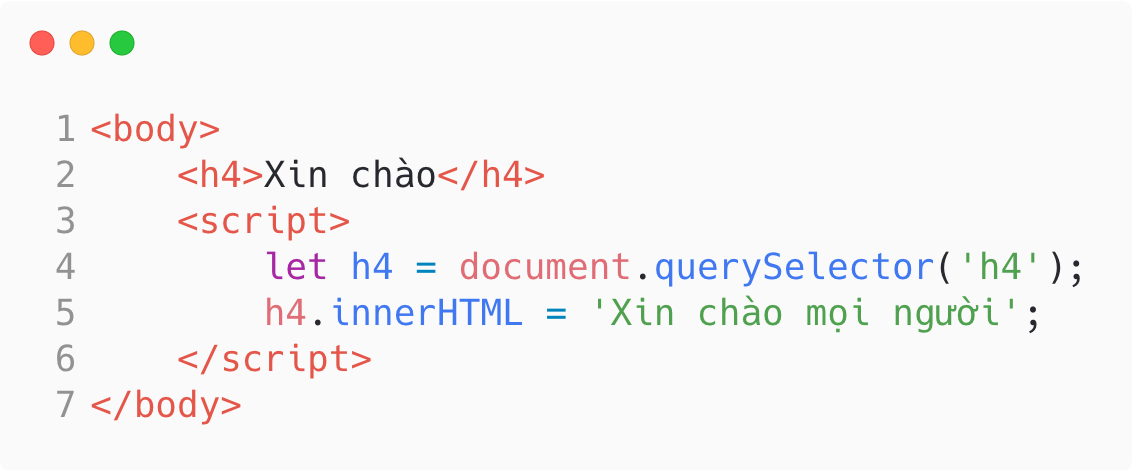 1 <body>
2     <h4>Xin chào</h4>
3     <script>
4         let h4 = document.querySelector('h4');
5         h4.innerHTML = 'Xin chào mọi người';
6     </script>
7 </body>